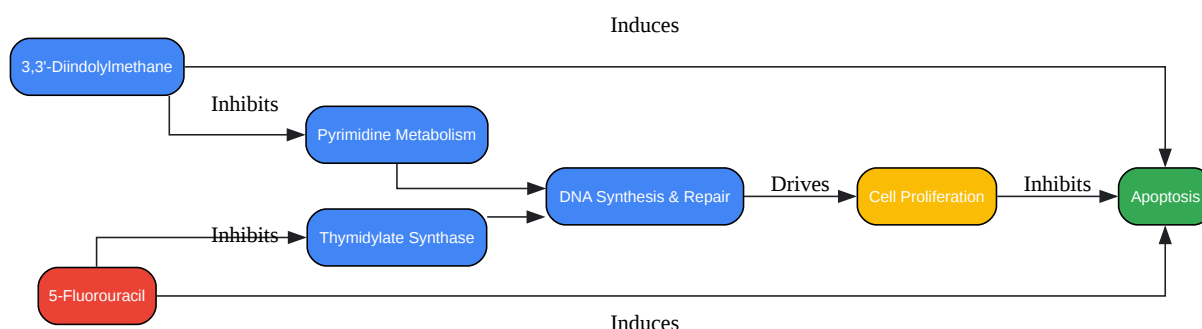 Induces
3,3'-Diindolylmethane
Inhibits
Pyrimidine Metabolism
DNA Synthesis & Repair
Drives
Cell Proliferation
Inhibits
Apoptosis
Inhibits
Thymidylate Synthase
5-Fluorouracil
Induces